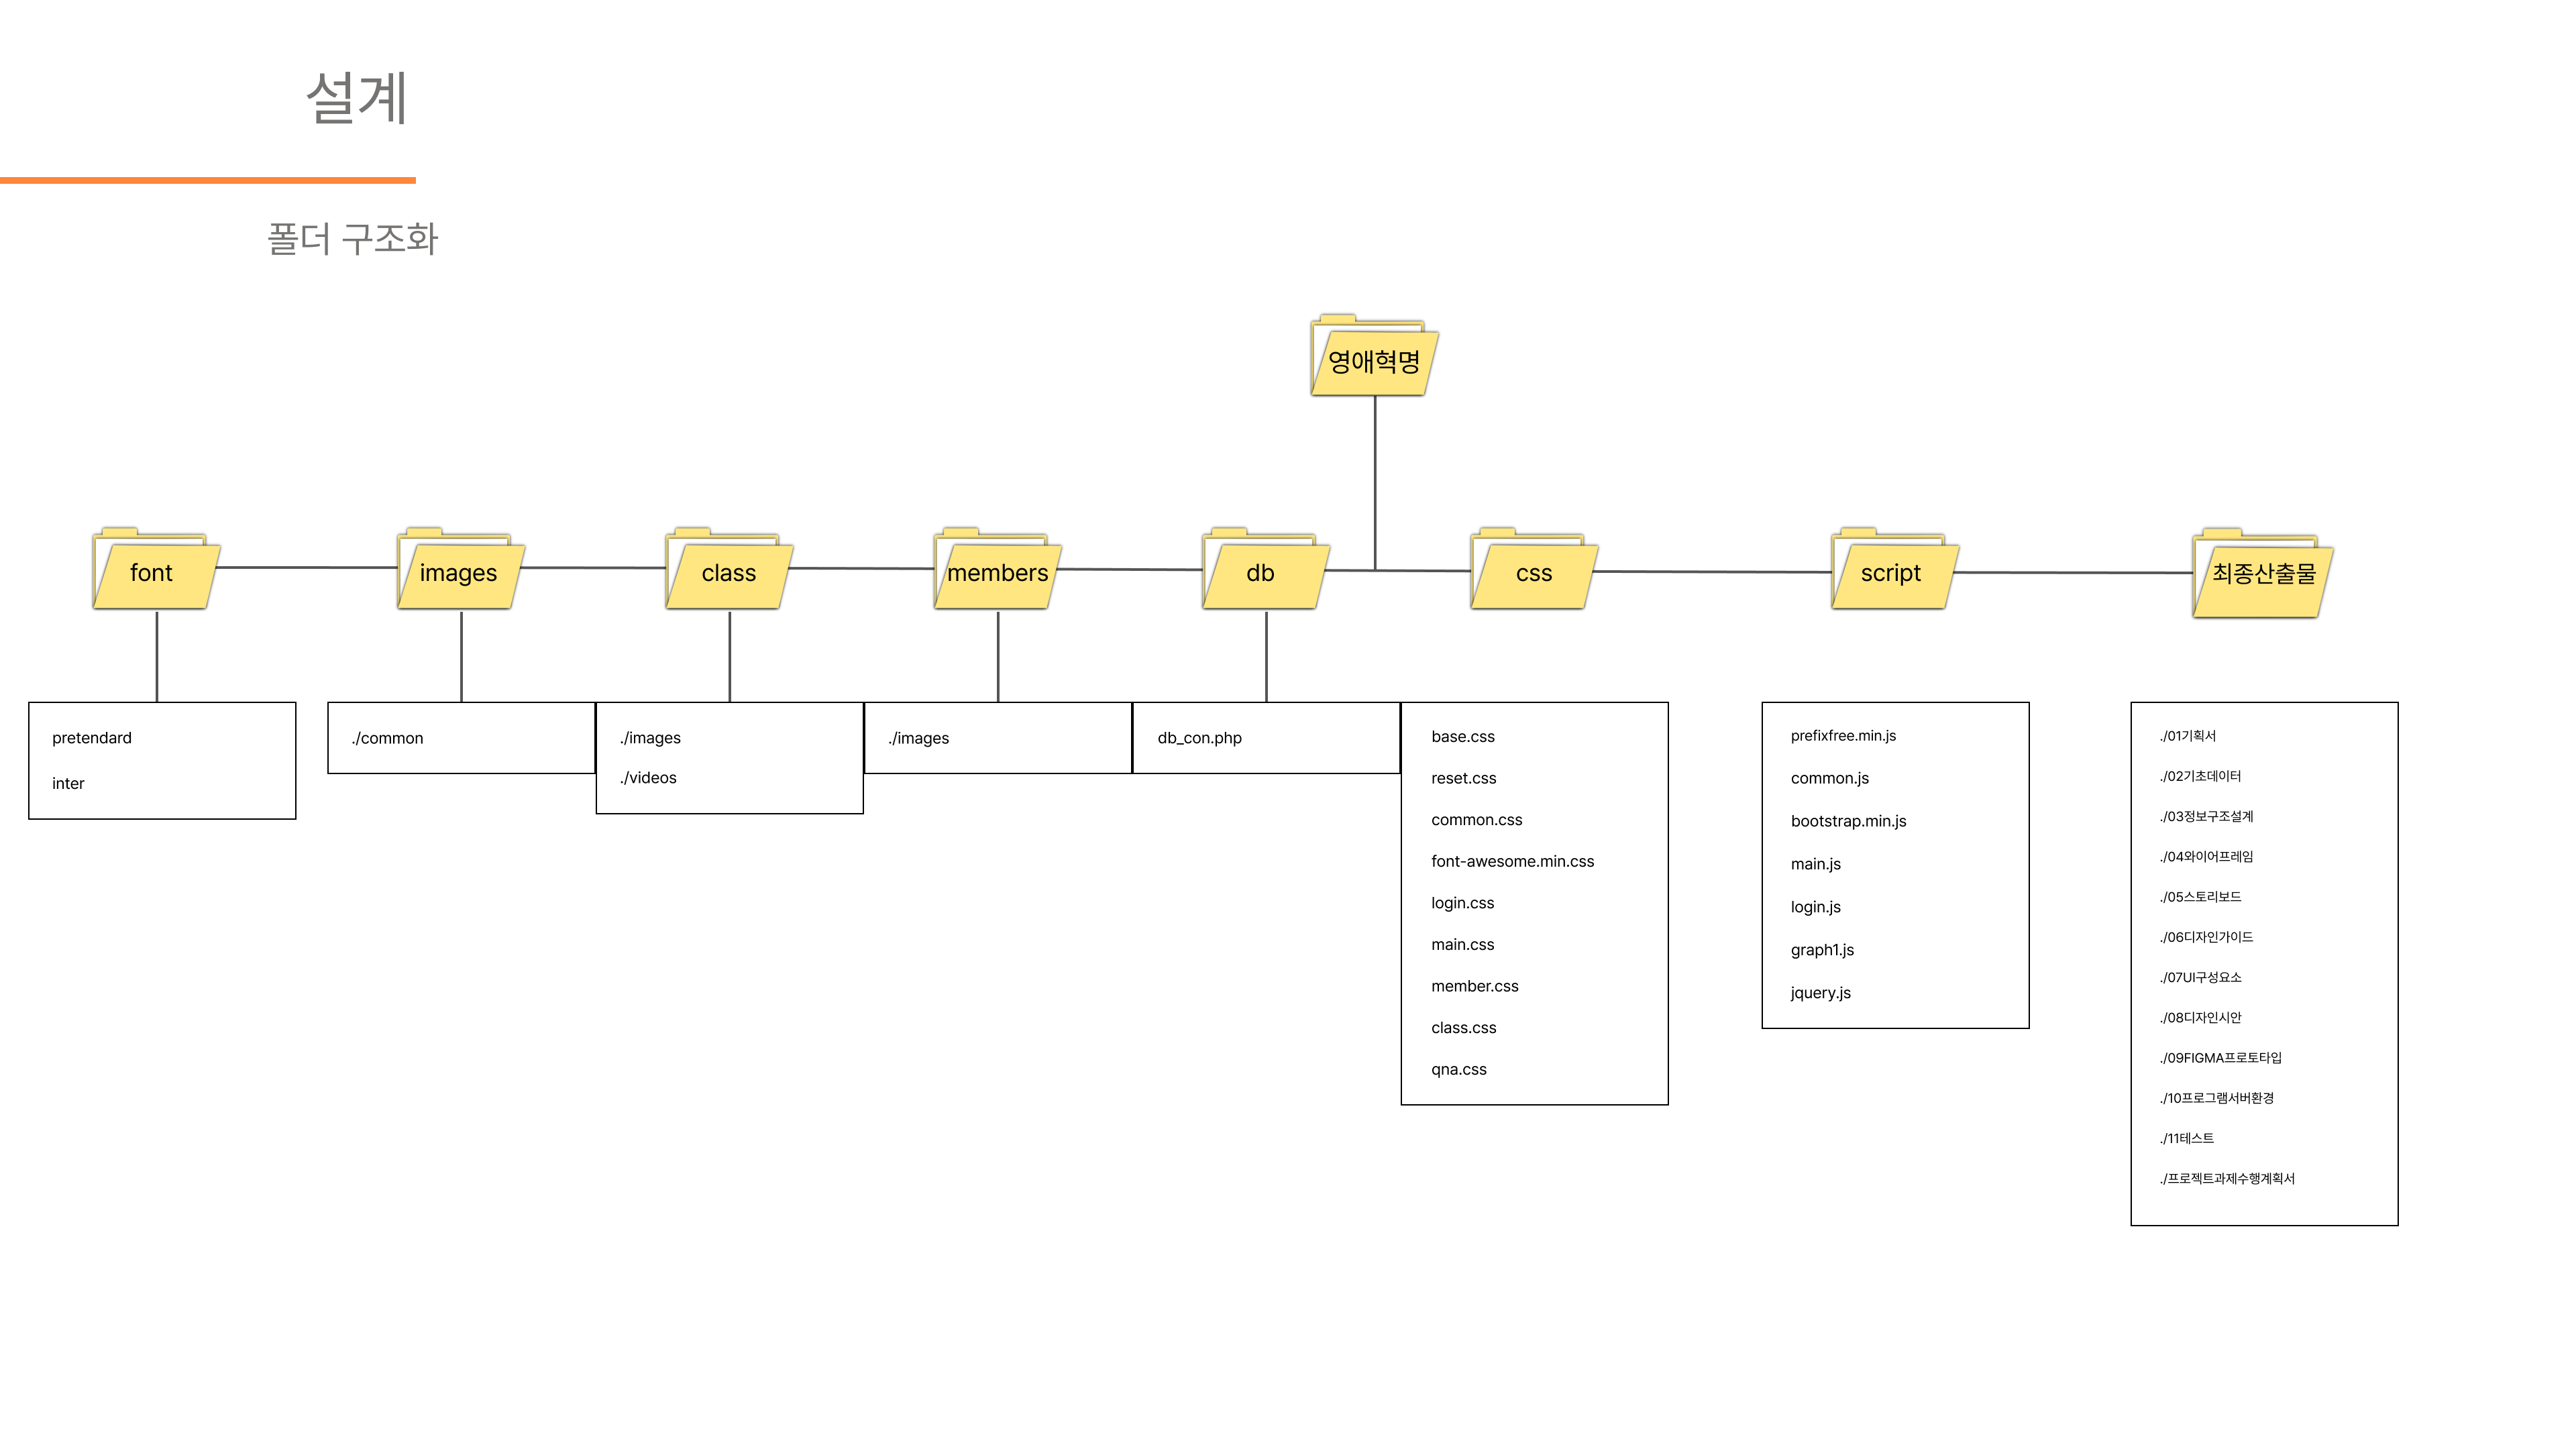 설계
폴더 구조화
영애혁명
font
images
class
members
db
css
script
최종산출물
pretendard
inter
./common
./images
./videos
./images
db_con.php
base.css
reset.css
common.css
font-awesome.min.css
login.css
main.css
member.css
class.css
qna.css
prefixfree.min.js
common.js
bootstrap.min.js
main.js
login.js
graph1.js
jquery.js
./01기획서
./02기초데이터
./03정보구조설계
./04와이어프레임
./05스토리보드
./06디자인가이드
./07UI구성요소
./08디자인시안
./09FIGMA프로토타입
./10프로그램서버환경
./11테스트
./프로젝트과제수행계획서